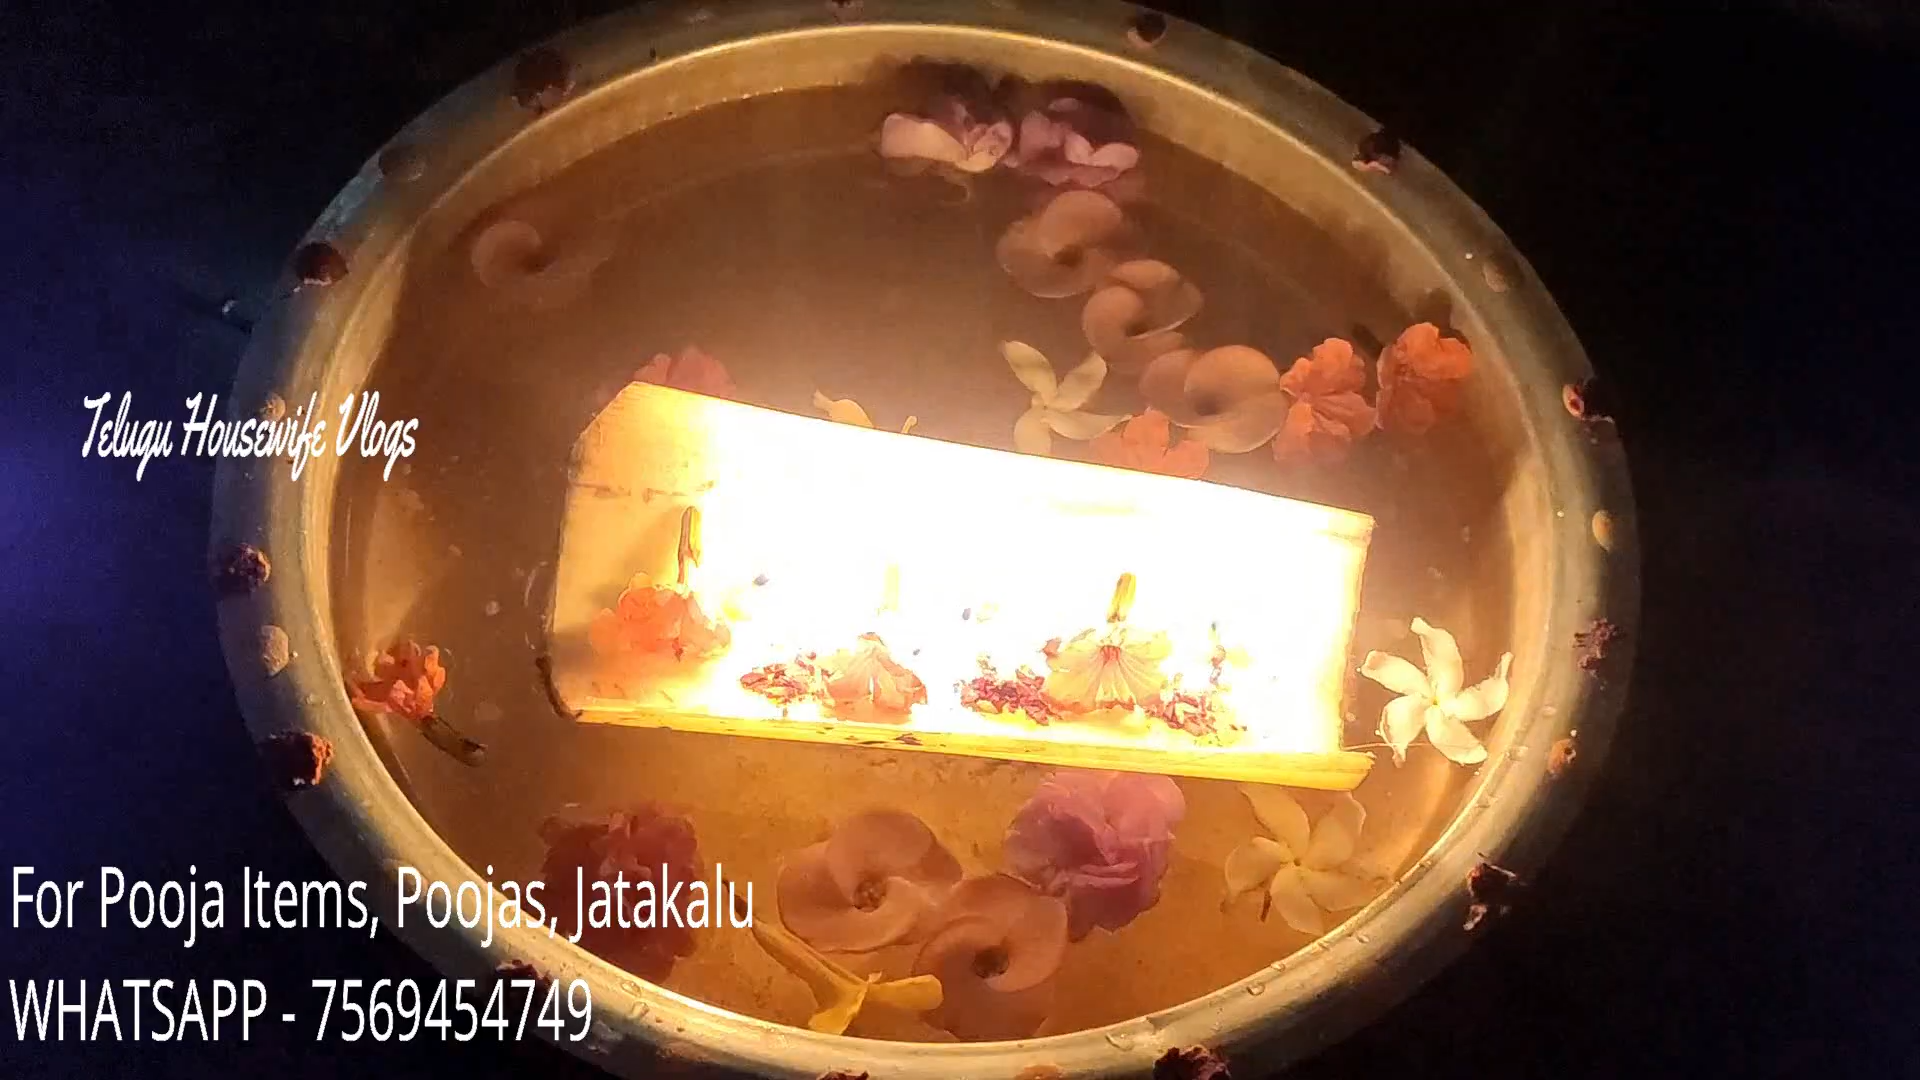 Telugu Housewife Vlogs
For Pooja Items, Poojas, Jatakalu
WHATSAPP - 7569454749